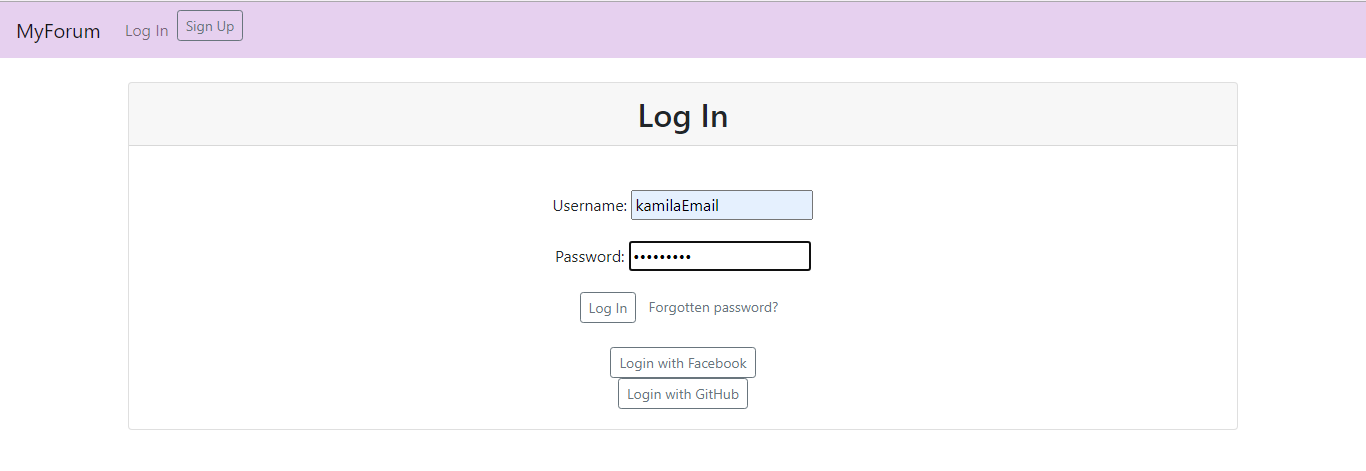 MyForum Log In Sign Up
Log In
Username: kamilaEmail
Password: •••••••••
Log In Forgotten password?
Login with Facebook
Login with GitHub